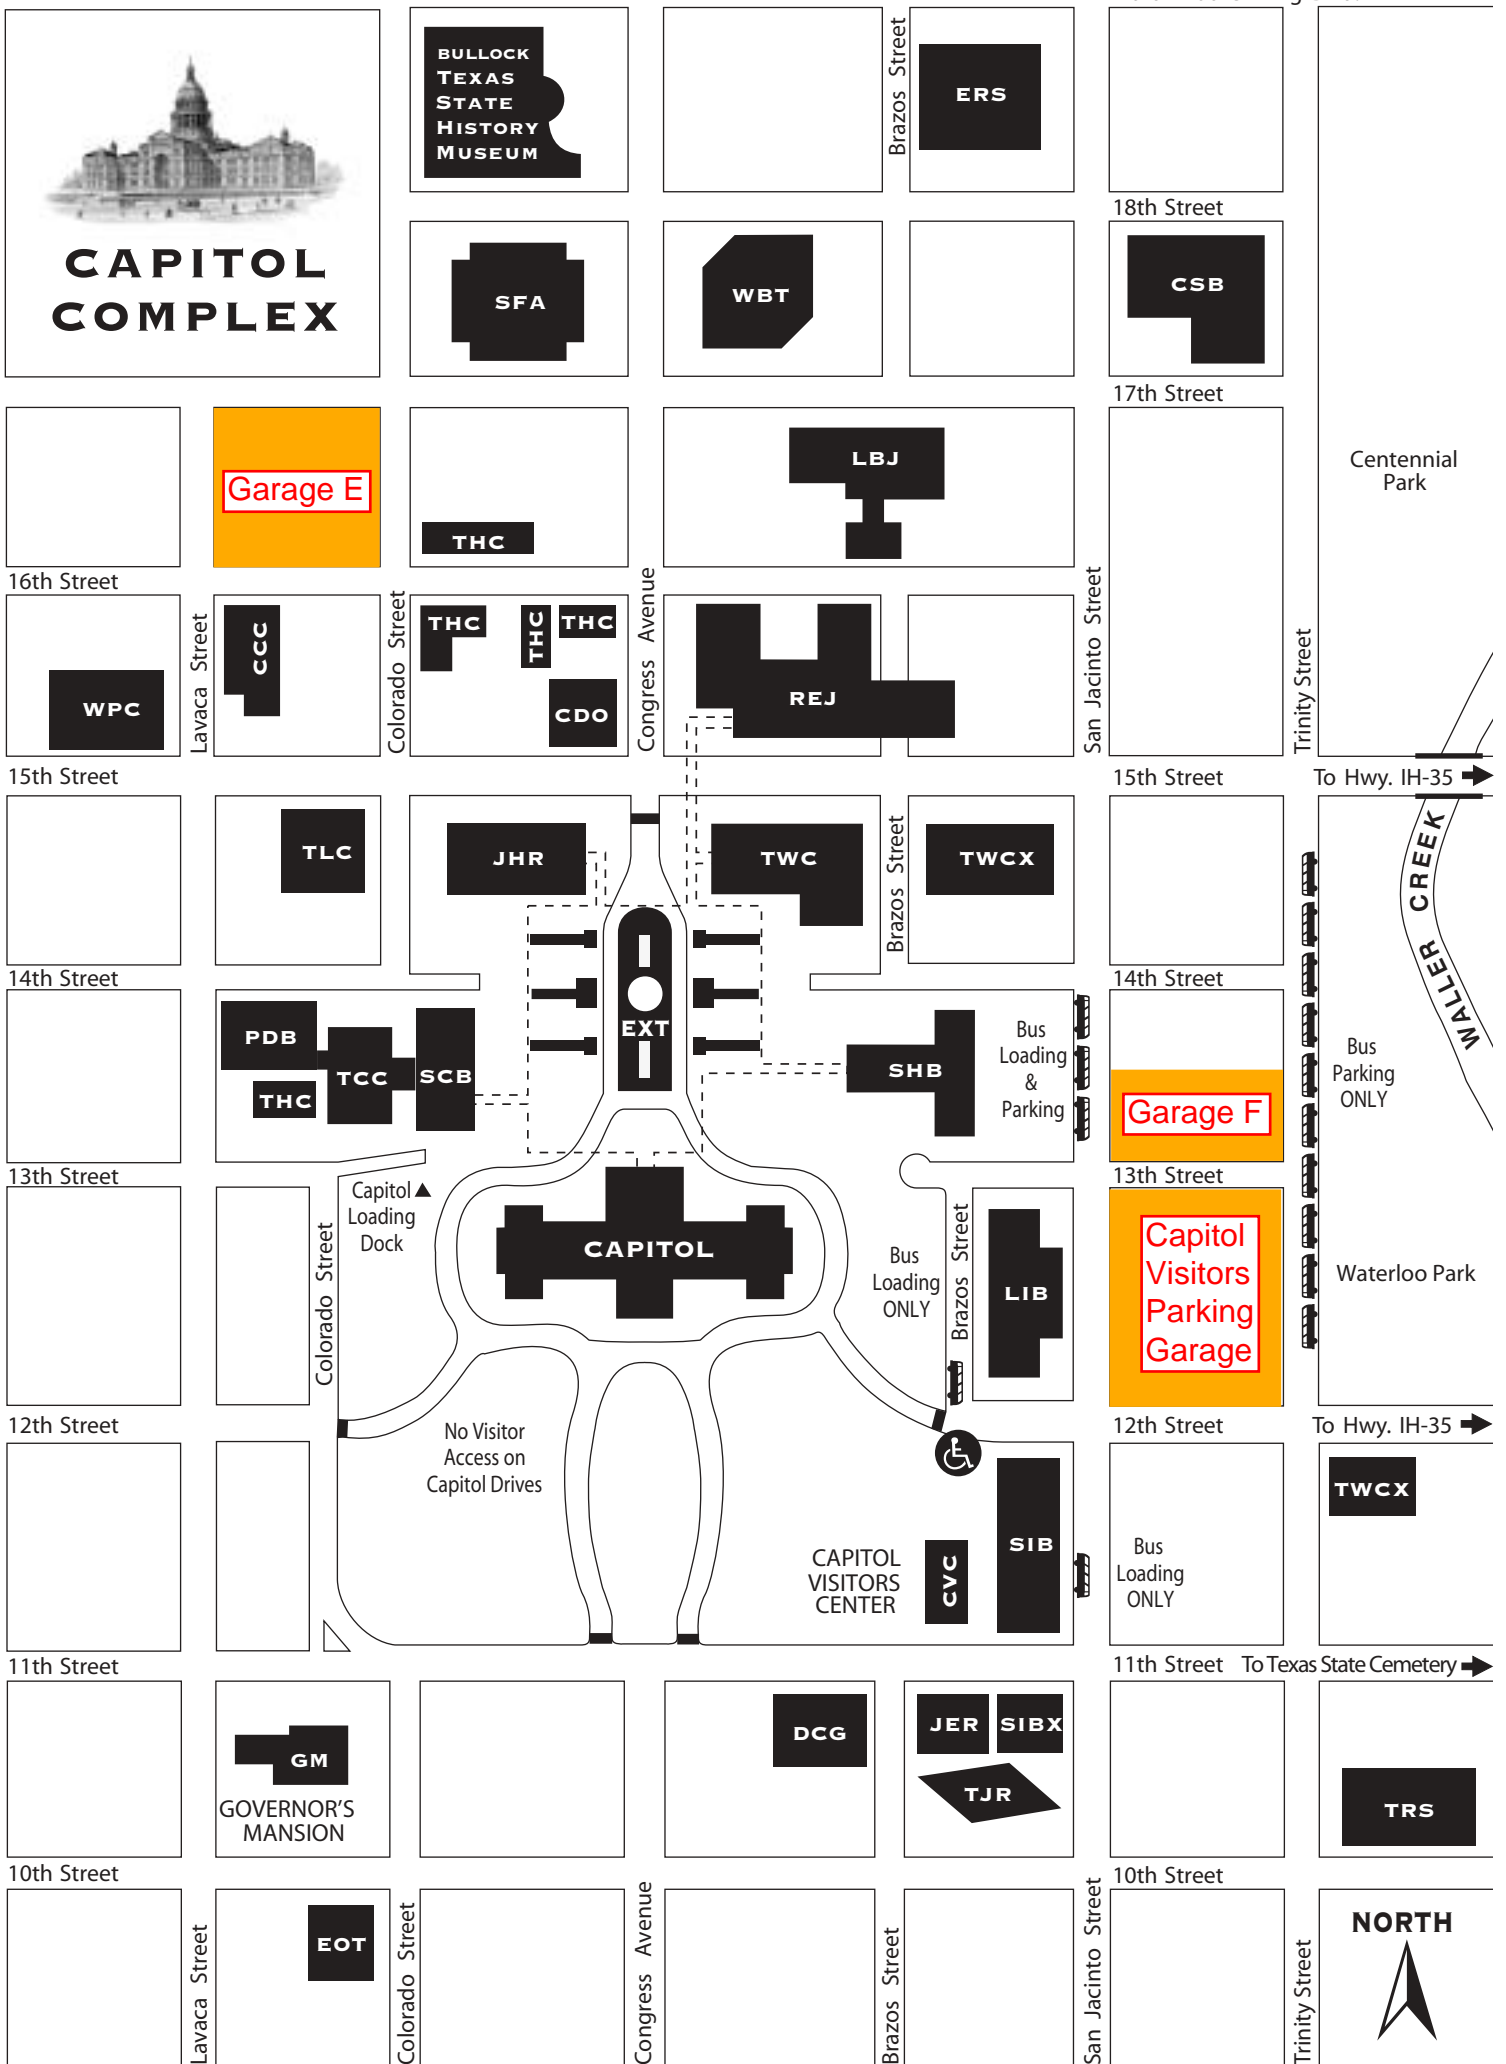 CAPITOL
COMPLEX
BULLOCK
TEXAS
STATE
HISTORY
MUSEUM
Brazos Street
ERS
18th Street
SFA
WBT
CSB
17th Street
Garage E
THC
LBJ
Centennial
Park
16th Street
Lavaca Street
CCC
Colorado Street
THC
THC
THC
Congress Avenue
San Jacinto Street
Trinity Street
WPC
CDO
REJ
15th Street
15th Street
To Hwy. IH-35
TLC
JHR
TWC
Brazos Street
TWCX
WALLER CREEK
14th Street
14th Street
PDB
TCC
SCB
THC
EXT
SHB
Bus
Loading
&
Parking
Garage F
Bus
Parking
ONLY
13th Street
13th Street
Capitol
Loading
Dock
Colorado Street
CAPITOL
Bus
Loading
ONLY
Brazos Street
LIB
Capitol
Visitors
Parking
Garage
Waterloo Park
12th Street
12th Street
To Hwy. IH-35
No Visitor
Access on
Capitol Drives
TWCX
CAPITOL
VISITORS
CENTER
CVC
SIB
Bus
Loading
ONLY
11th Street
11th Street
To Texas State Cemetery
GM
GOVERNOR'S
MANSION
DCG
JER
SIBX
TJR
TRS
10th Street
10th Street
Lavaca Street
EOT
Colorado Street
Congress Avenue
Brazos Street
San Jacinto Street
Trinity Street
NORTH